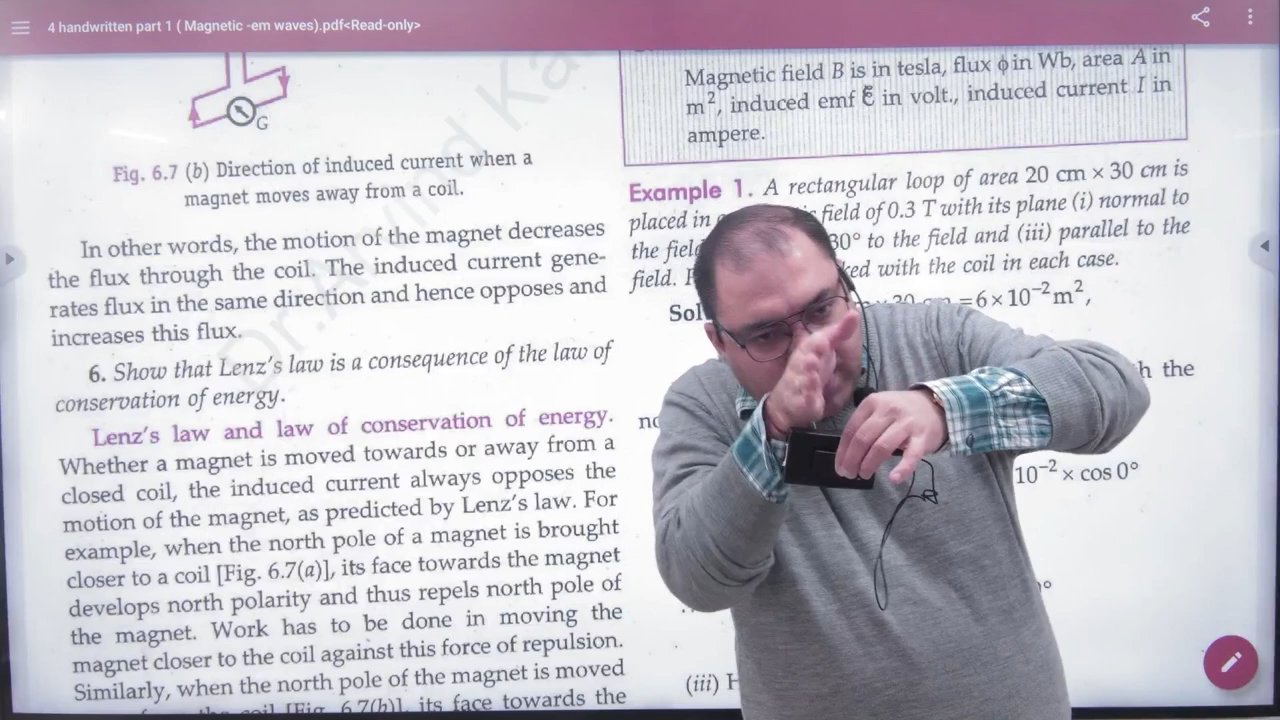 4 handwritten part 1 ( Magnetic -em waves).pdf<Read-only>
G
Fig. 6.7 (b) Direction of induced current when a
magnet moves away from a coil.
In other words, the motion of the magnet decreases
the flux through the coil. The induced current gene-
rates flux in the same direction and hence opposes and
increases this flux.
6. Show that Lenz's law is a consequence of the law of
conservation of energy.
Lenz's law and law of conservation of energy.
Whether a magnet is moved towards or away from a
closed coil, the induced current always opposes the
motion of the magnet, as predicted by Lenz's law. For
example, when the north pole of a magnet is brought
closer to a coil [Fig. 6.7(a)], its face towards the magnet
develops north polarity and thus repels north pole of
the magnet. Work has to be done in moving the
magnet closer to the coil against this force of repulsion.
Similarly, when the north pole of the magnet is moved
coil [Fig. 6.7(b)], its face towards the
Magnetic field B is in tesla, flux ϕ in Wb, area A in
m², induced emf ℰ in volt., induced current I in
ampere.
Example 1. A rectangular loop of area 20 cm × 30 cm is
placed in field of 0.3 T with its plane (i) normal to
the field 30° to the field and (iii) parallel to the
field. with the coil in each case.
= 6 × 10⁻² m²,
the
10⁻² × cos 0°
(iii)
Dr. Arvind